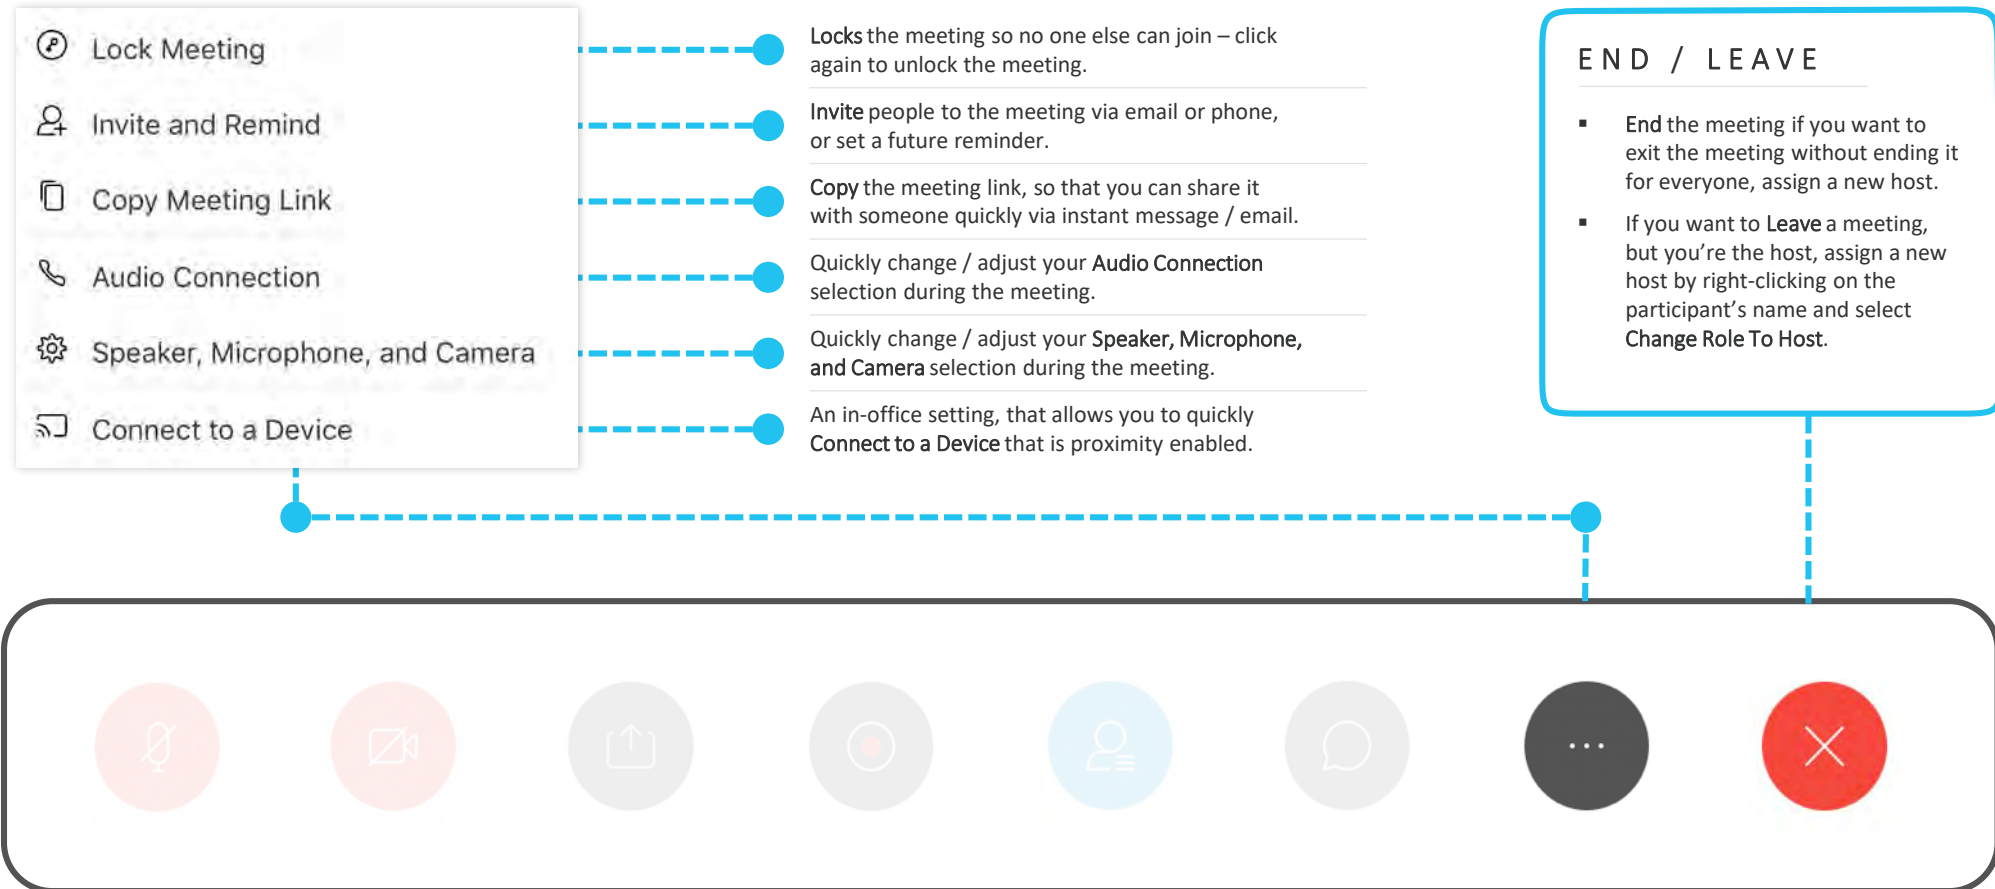 Lock Meeting
Invite and Remind
Copy Meeting Link
Audio Connection
Speaker, Microphone, and Camera
Connect to a Device
Locks the meeting so no one else can join – click
again to unlock the meeting.
Invite people to the meeting via email or phone,
or set a future reminder.
Copy the meeting link, so that you can share it
with someone quickly via instant message / email.
Quickly change / adjust your Audio Connection
selection during the meeting.
Quickly change / adjust your Speaker, Microphone,
and Camera selection during the meeting.
An in-office setting, that allows you to quickly
Connect to a Device that is proximity enabled.
END / LEAVE
▪ End the meeting if you want to
exit the meeting without ending it
for everyone, assign a new host.
▪ If you want to Leave a meeting,
but you’re the host, assign a new
host by right-clicking on the
participant’s name and select
Change Role To Host.